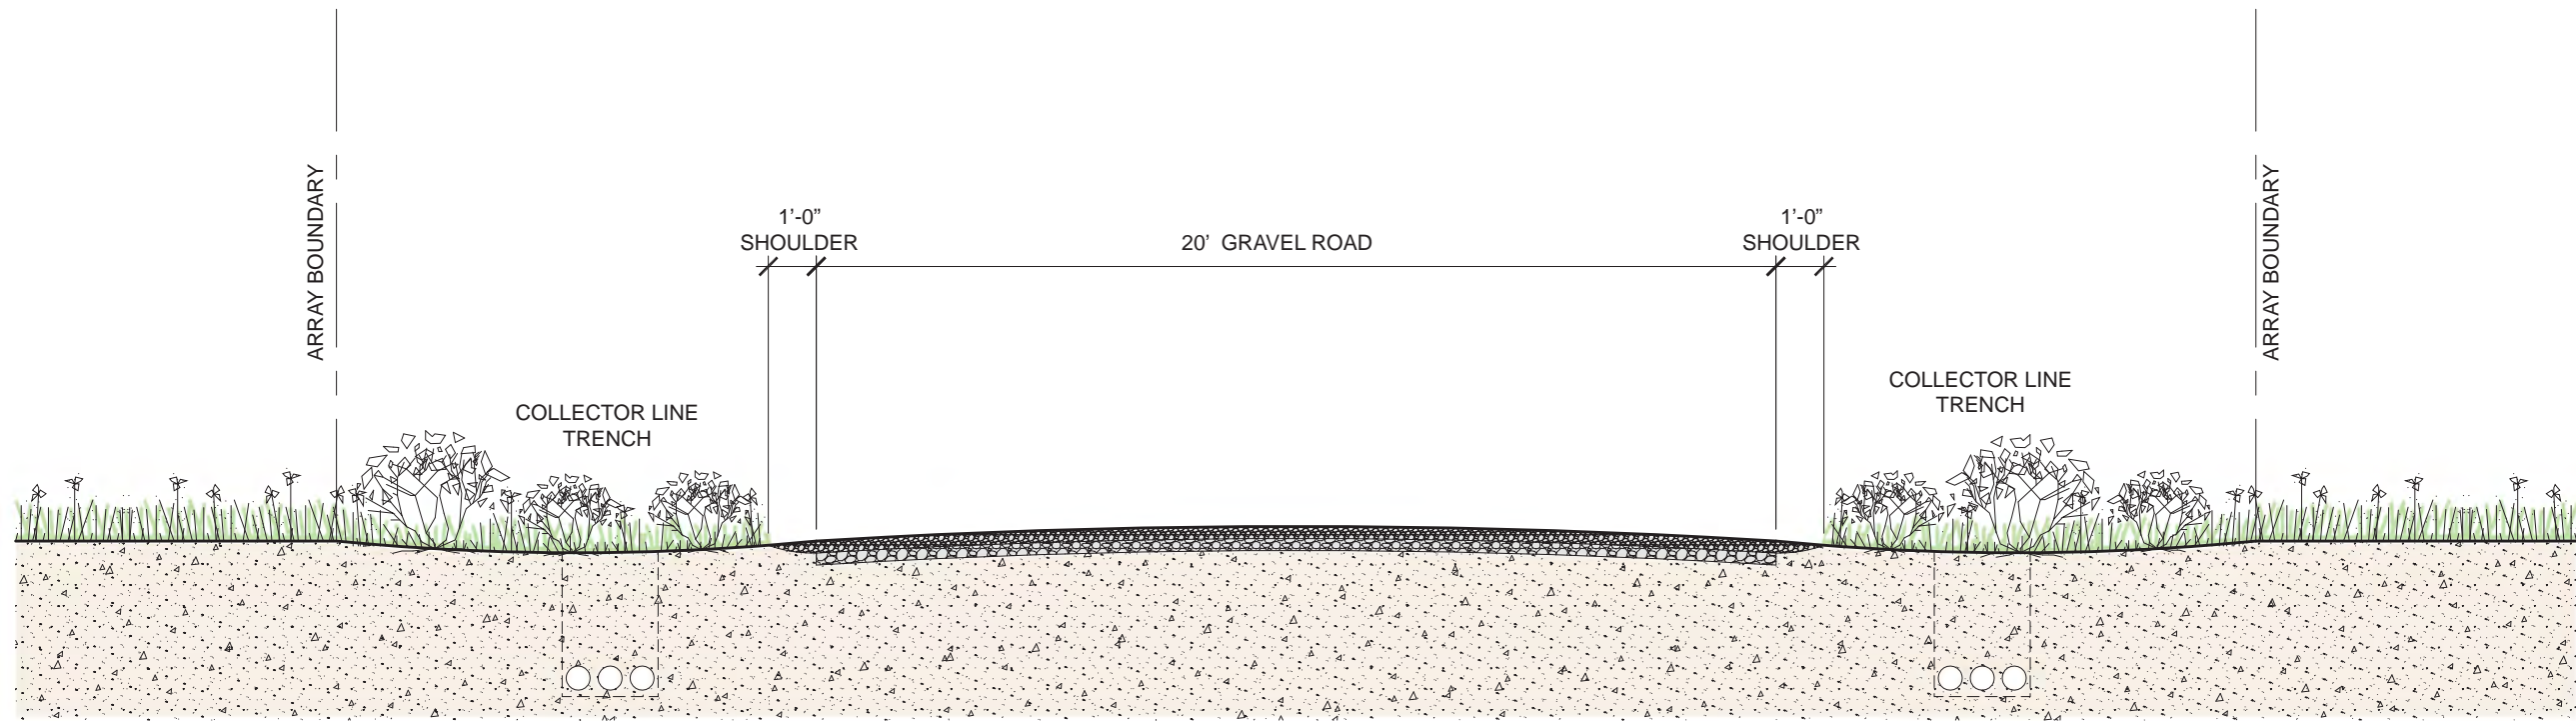 ARRAY BOUNDARY
1’-0”
SHOULDER
20’ GRAVEL ROAD
1’-0”
SHOULDER
ARRAY BOUNDARY
COLLECTOR LINE
TRENCH
COLLECTOR LINE
TRENCH